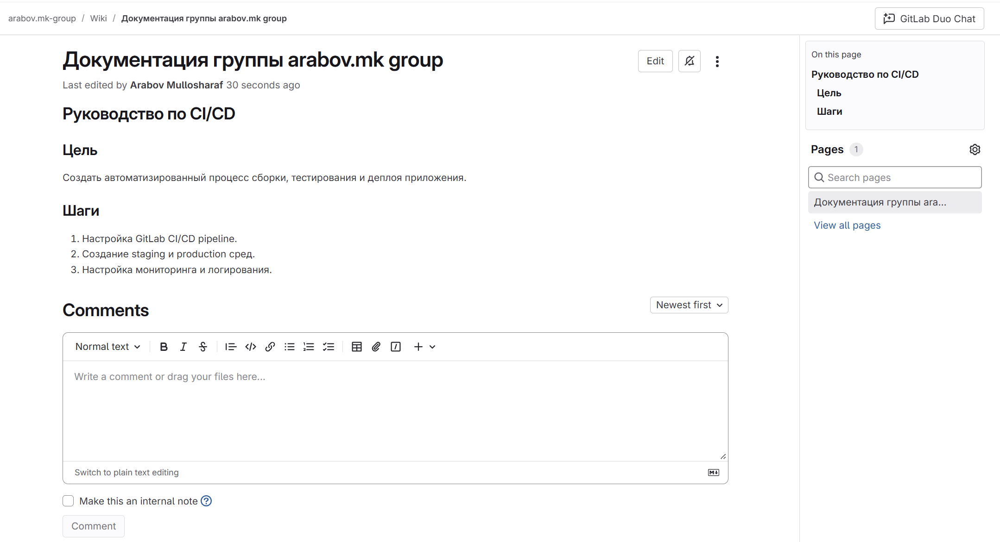 arabov.mk-group / Wiki / Документация группы arabov.mk group
GitLab Duo Chat
Документация группы arabov.mk group
Edit
Last edited by Arabov Mullosharaf 30 seconds ago
Руководство по CI/CD
Цель
Создать автоматизированный процесс сборки, тестирования и деплоя приложения.
Шаги
1. Настройка GitLab CI/CD pipeline.
2. Создание staging и production сред.
3. Настройка мониторинга и логирования.
Comments
Newest first
Normal text
Write a comment or drag your files here...
Switch to plain text editing
Make this an internal note
Comment
On this page
Руководство по CI/CD
Цель
Шаги
Pages 1
Search pages
Документация группы ara...
View all pages